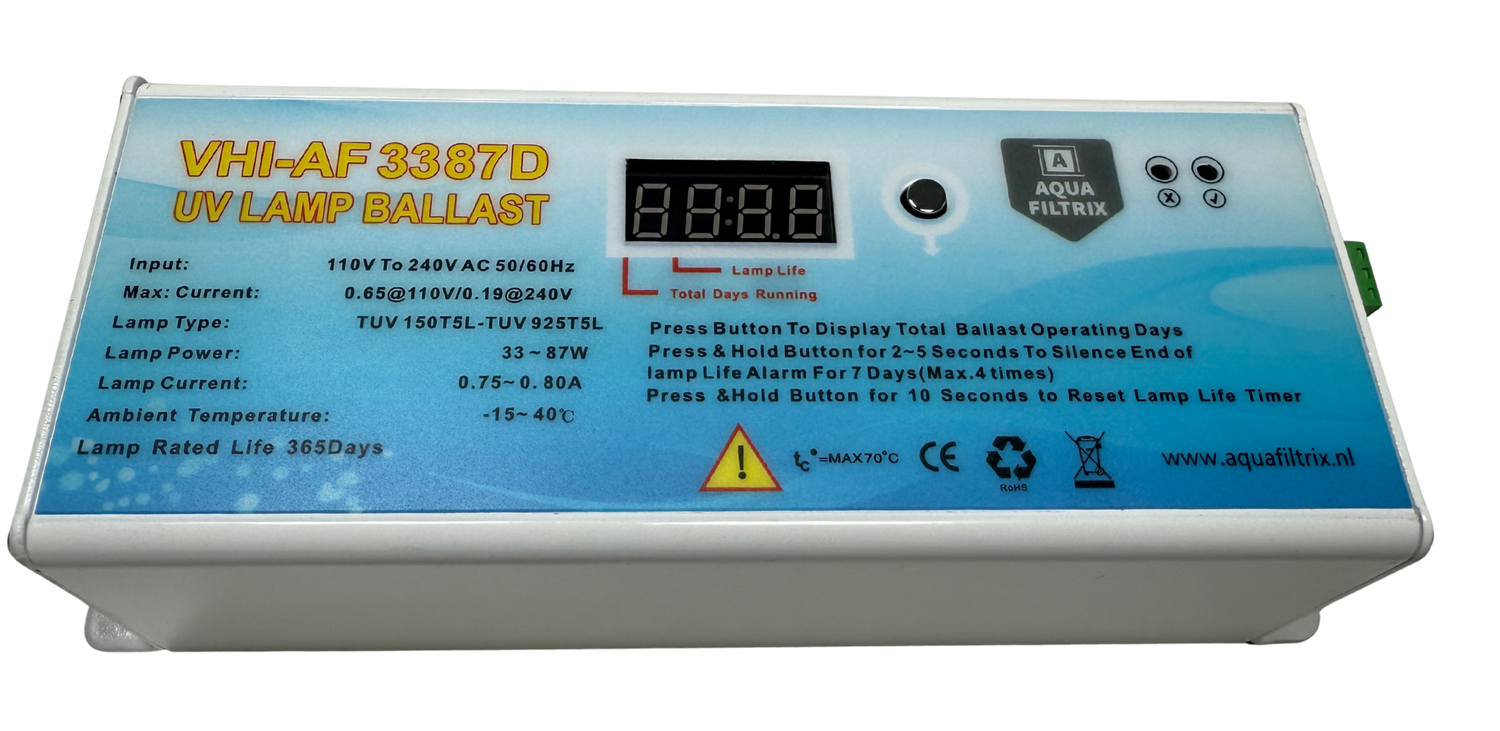 VHI-AF 3387D
UV LAMP BALLAST
Input: 110V To 240V AC 50/60Hz
Max: Current: 0.65@110V/0.19@240V
Lamp Type: TUV 150T5L-TUV 925T5L
Lamp Power: 33~87W
Lamp Current: 0.75~0.80A
Ambient Temperature: -15~40℃
Lamp Rated Life 365Days
Lamp Life
Total Days Running
A
AQUA
FILTRIX
X √
Press Button To Display Total Ballast Operating Days
Press & Hold Button for 2~5 Seconds To Silence End of
lamp Life Alarm For 7 Days(Max.4 times)
Press &Hold Button for 10 Seconds to Reset Lamp Life Timer
! tc°=MAX70°C CE
RoHS
www.aquafiltrix.nl